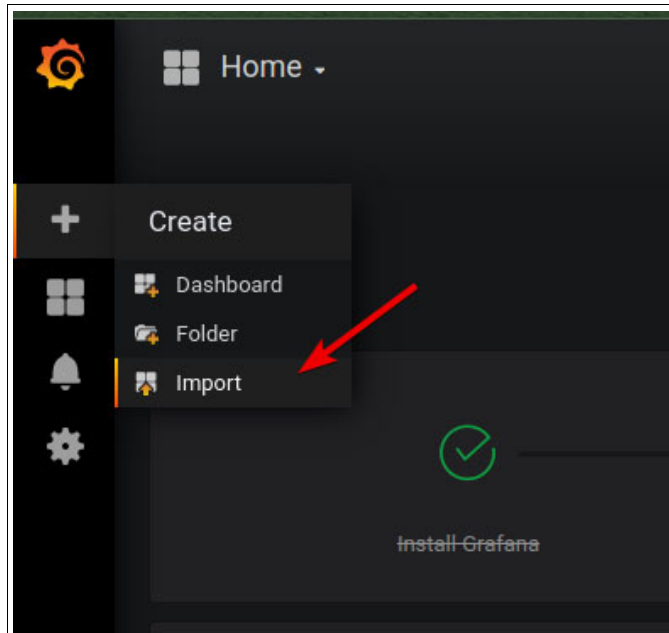 Home
Create
Dashboard
Folder
Import
Install Grafana